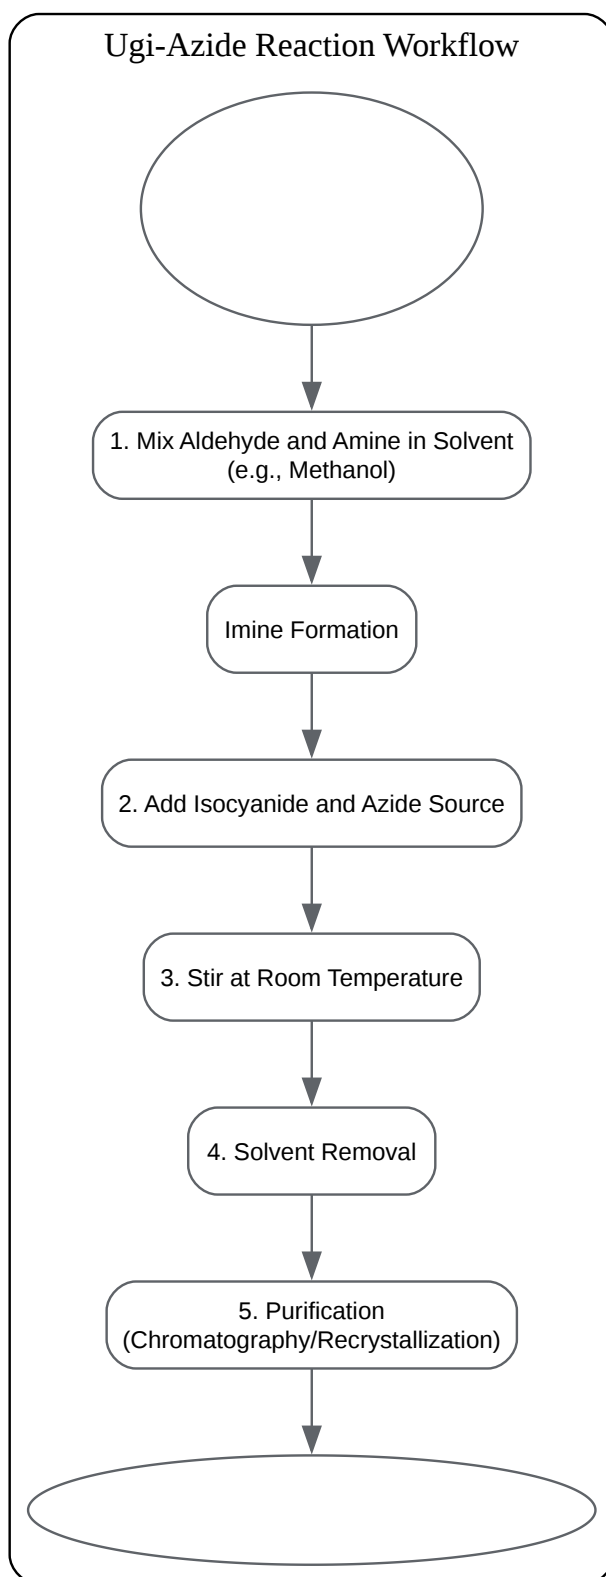 Ugi-Azide Reaction Workflow
1. Mix Aldehyde and Amine in Solvent
(e.g., Methanol)
Imine Formation
2. Add Isocyanide and Azide Source
3. Stir at Room Temperature
4. Solvent Removal
5. Purification
(Chromatography/Recrystallization)